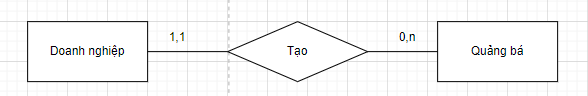 Doanh nghiệp
1,1
Tạo
0,n
Quảng bá